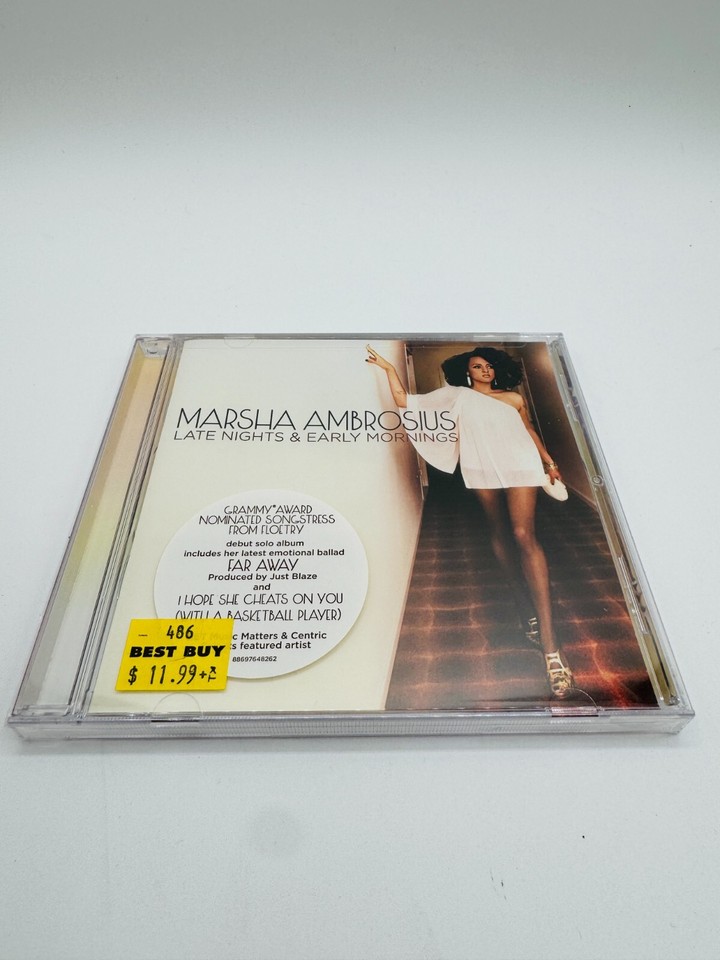 MARSHA AMBROSIUS
LATE NIGHTS & EARLY MORNINGS
GRAMMY® AWARD
NOMINATED SONGSTRESS
FROM FLOETRY
debut solo album
includes her latest emotional ballad
FAR AWAY
Produced by Just Blaze
and
I HOPE SHE CHEATS ON YOU
(WITH A BASKETBALL PLAYER)
Matters & Centric
featured artist
88697648262
486
BEST BUY
$ 11.99